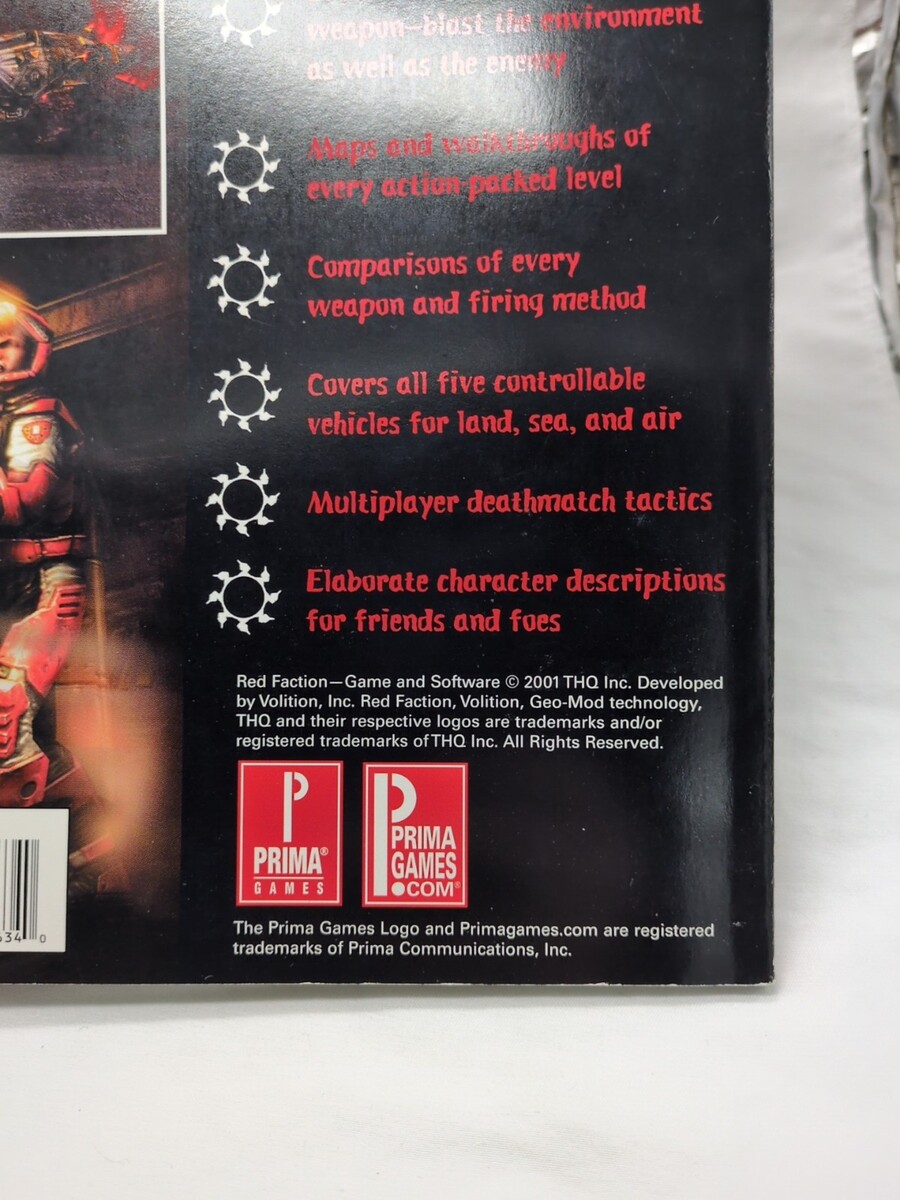 weapon—blast the environment
as well as the enemy
Maps and walkthroughs of
every action-packed level
Comparisons of every
weapon and firing method
Covers all five controllable
vehicles for land, sea, and air
Multiplayer deathmatch tactics
Elaborate character descriptions
for friends and foes
Red Faction—Game and Software © 2001 THQ Inc. Developed
by Volition, Inc. Red Faction, Volition, Geo-Mod technology,
THQ and their respective logos are trademarks and/or
registered trademarks of THQ Inc. All Rights Reserved.
PRIMA®
GAMES
PRIMA
GAMES
.COM®
The Prima Games Logo and Primagames.com are registered
trademarks of Prima Communications, Inc.
634 0